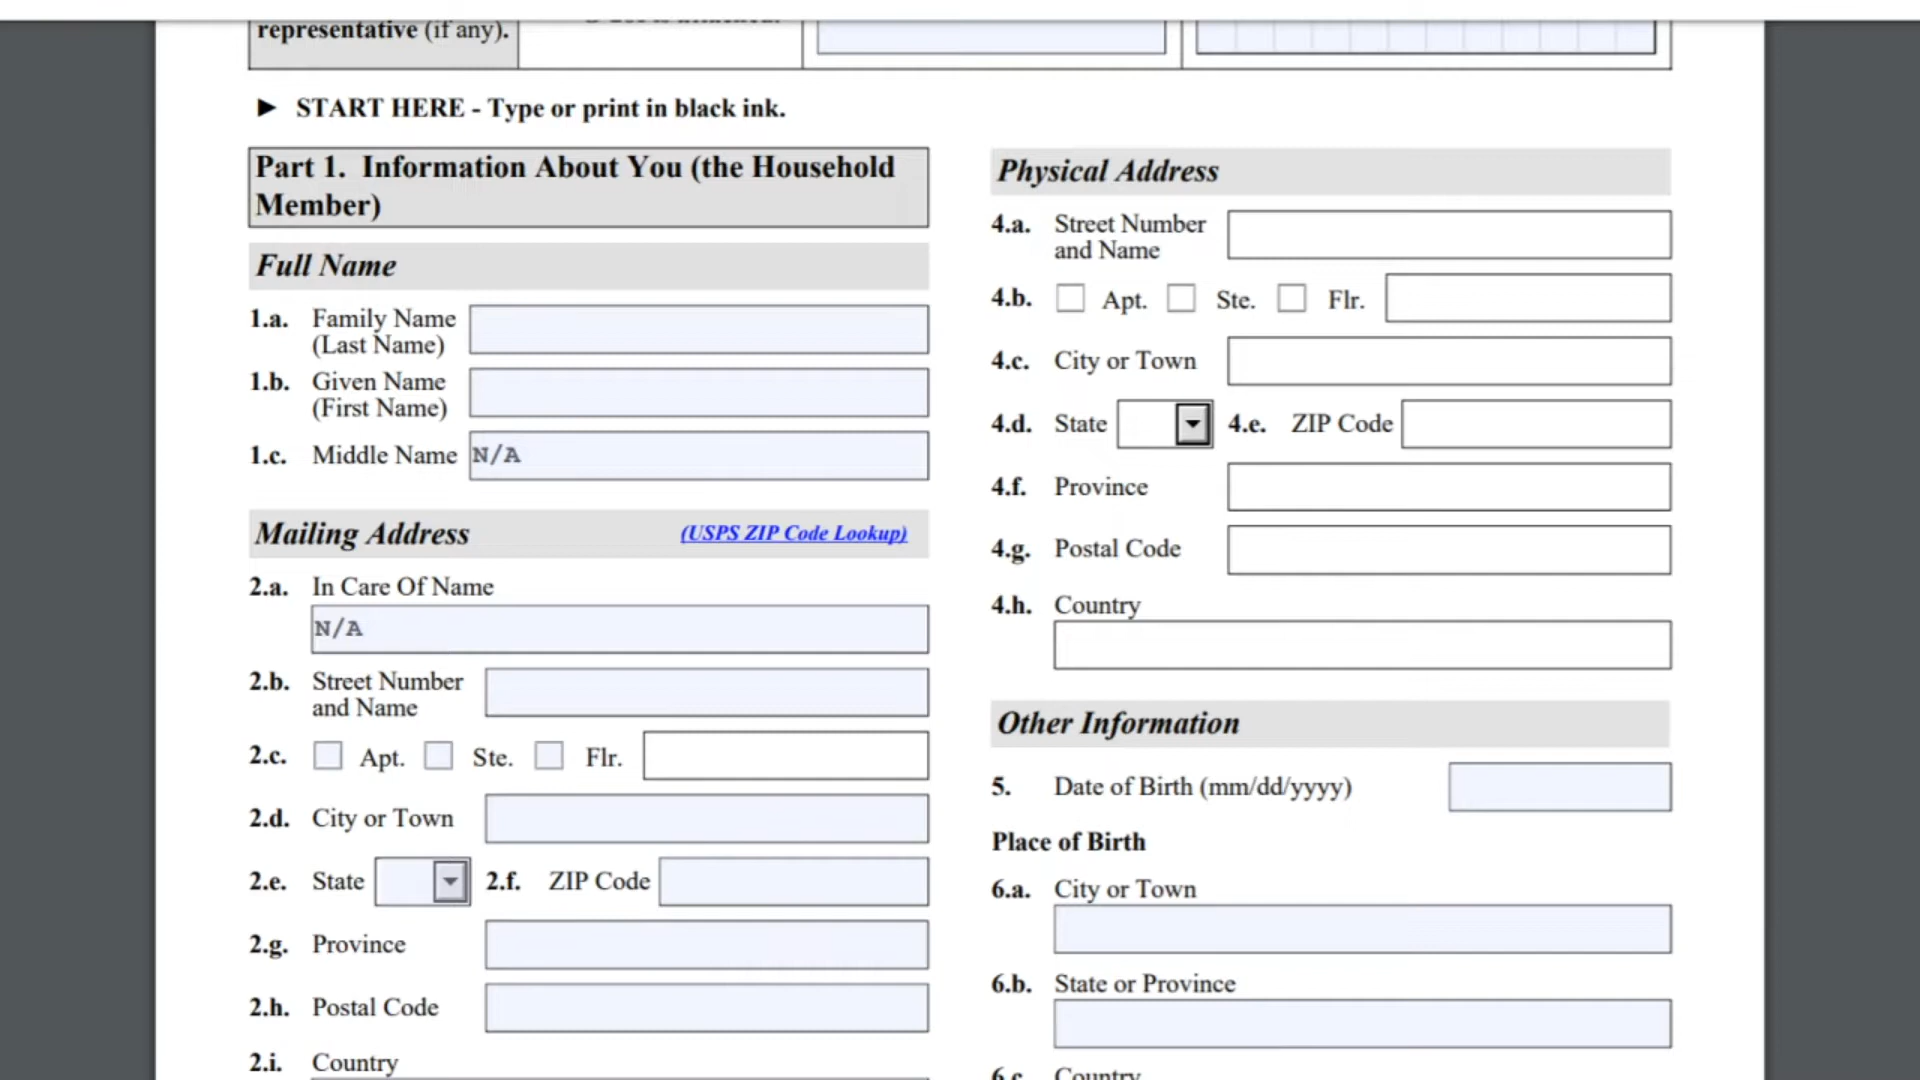 representative (if any).
► START HERE - Type or print in black ink.
Part 1. Information About You (the Household
Member)
Full Name
1.a. Family Name
(Last Name)
1.b. Given Name
(First Name)
1.c. Middle Name N/A
Mailing Address (USPS ZIP Code Lookup)
2.a. In Care Of Name
N/A
2.b. Street Number
and Name
2.c. Apt. Ste. Flr.
2.d. City or Town
2.e. State 2.f. ZIP Code
2.g. Province
2.h. Postal Code
2.i. Country
Physical Address
4.a. Street Number
and Name
4.b. Apt. Ste. Flr.
4.c. City or Town
4.d. State 4.e. ZIP Code
4.f. Province
4.g. Postal Code
4.h. Country
Other Information
5. Date of Birth (mm/dd/yyyy)
Place of Birth
6.a. City or Town
6.b. State or Province
6.c. Country